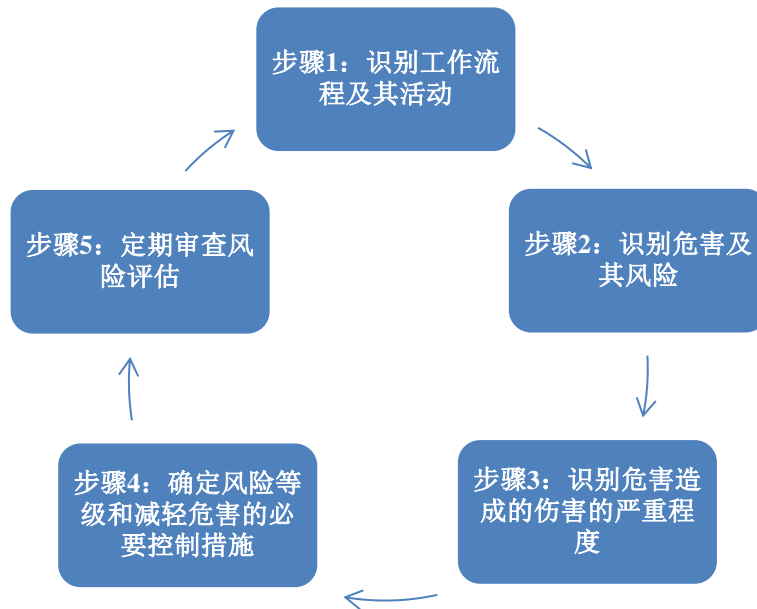 步骤1：识别工作流
程及其活动
步骤2：识别危害及
其风险
步骤3：识别危害造
成的伤害的严重程
度
步骤4：确定风险等
级和减轻危害的必
要控制措施
步骤5：定期审查风
险评估